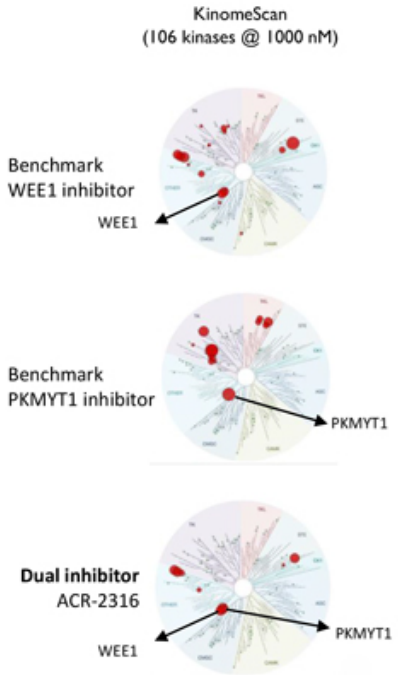 KinomeScan
(106 kinases @ 1000 nM)
Benchmark
WEE1 inhibitor
WEE1
Benchmark
PKMYT1 inhibitor
PKMYT1
Dual inhibitor
ACR-2316
WEE1
PKMYT1